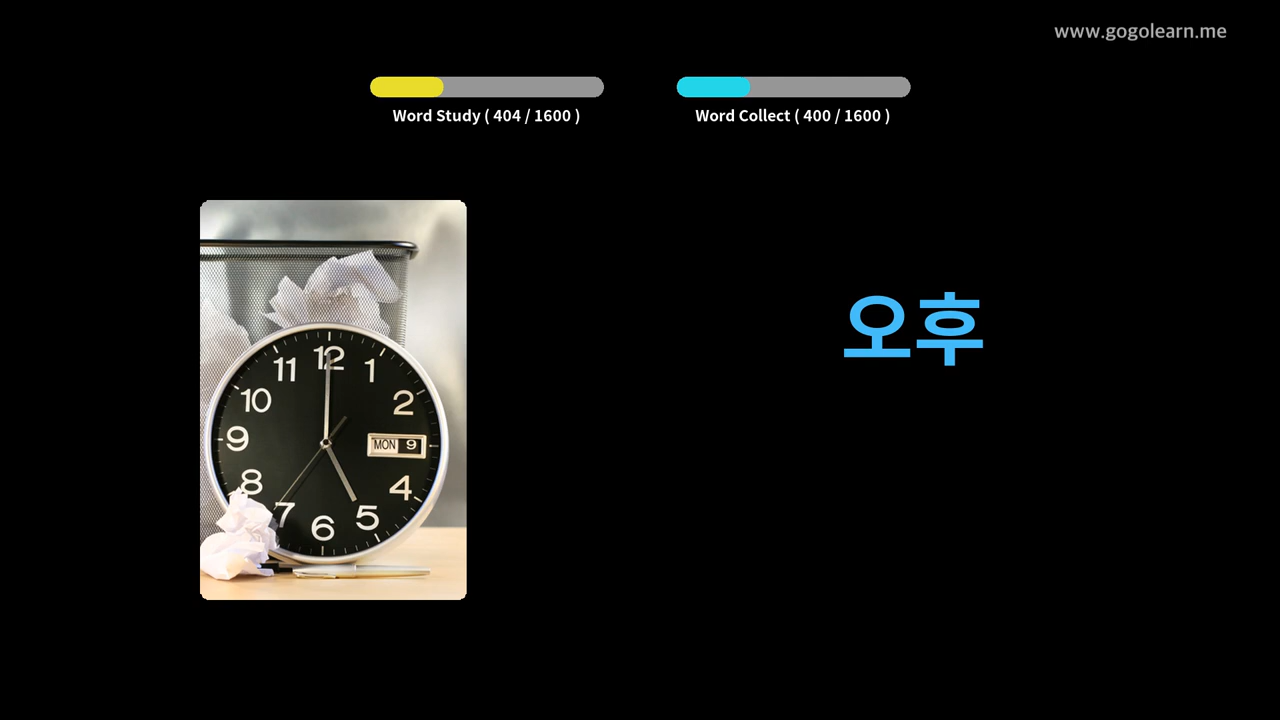 www.gogolearn.me
Word Study ( 404 / 1600 )
Word Collect ( 400 / 1600 )
오후
12
11
1
10
2
9
MON 9
8
4
7
5
6